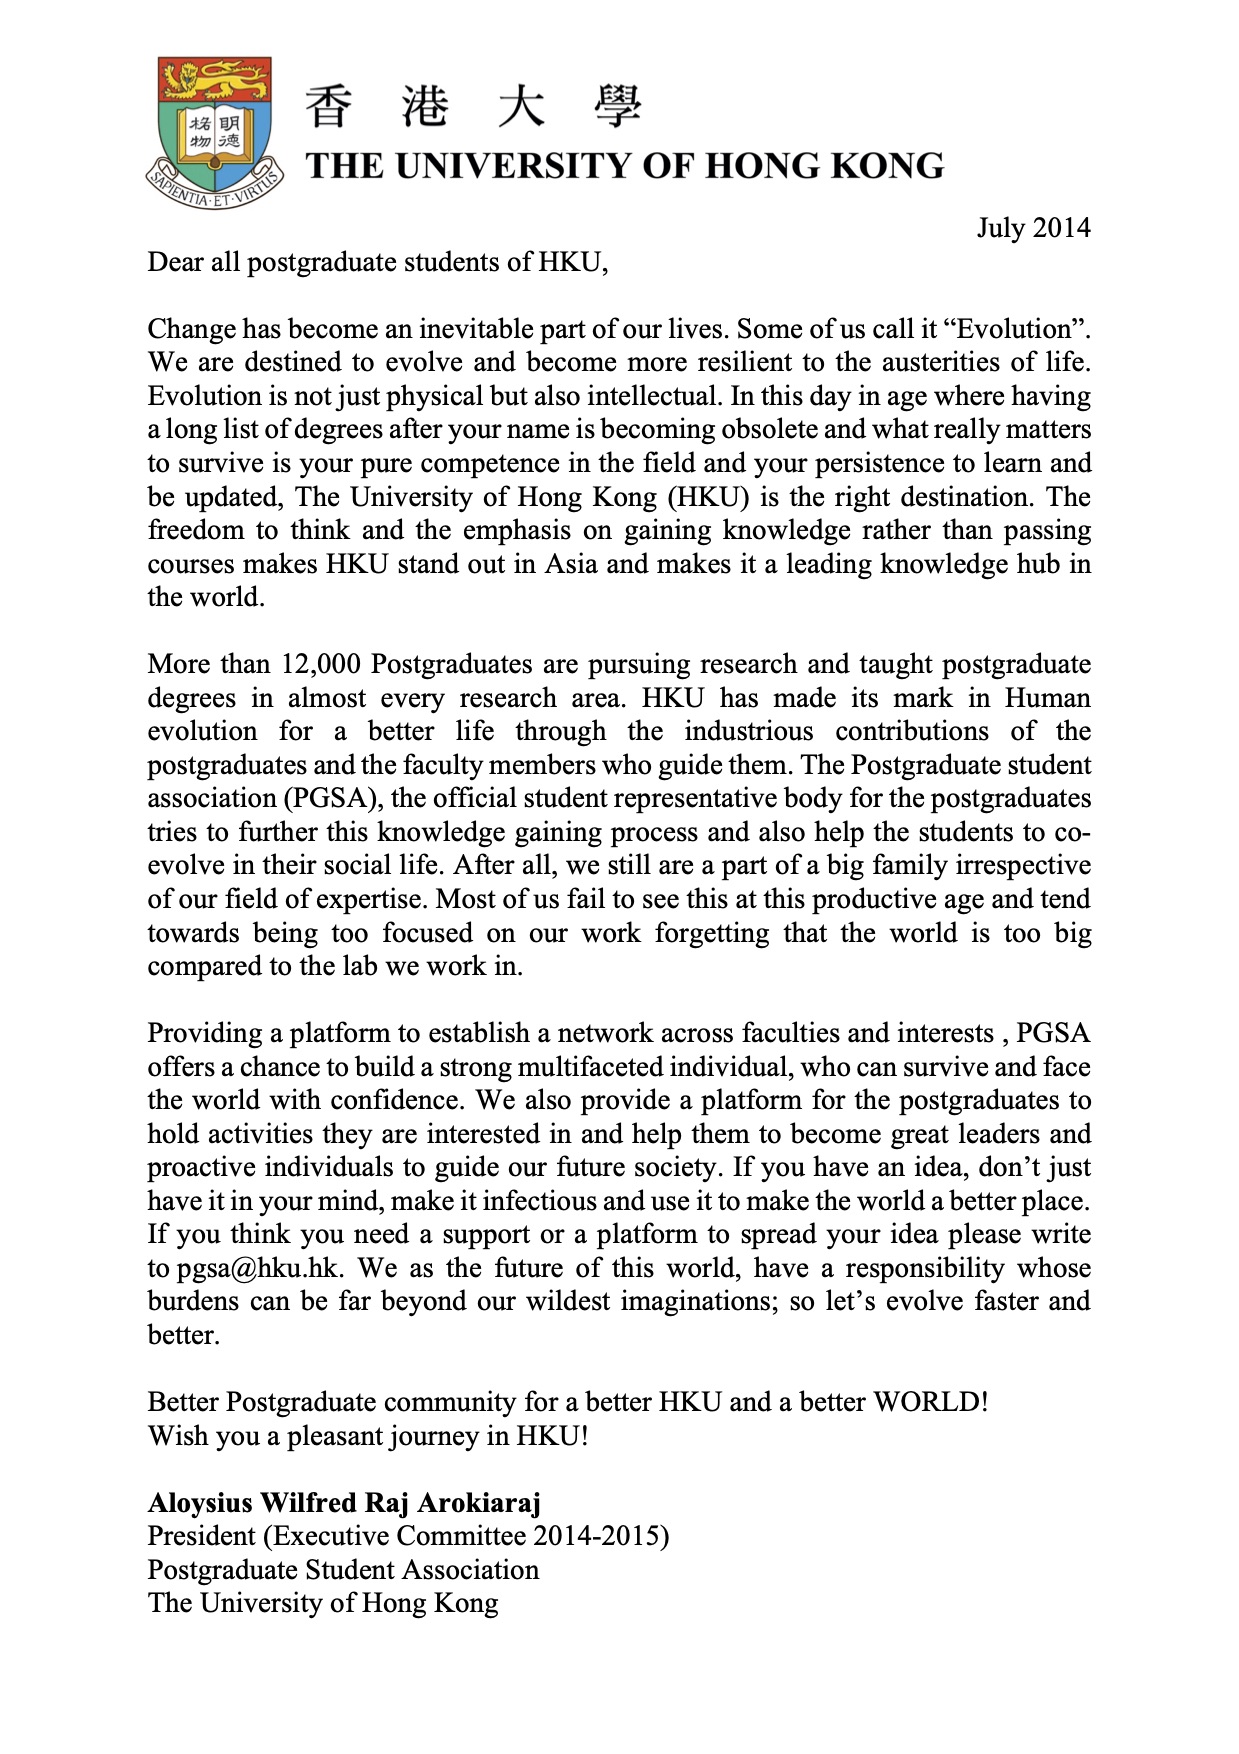 香港大學
明德
格物
SAPIENTIA·ET·VIRTUS
THE UNIVERSITY OF HONG KONG
July 2014
Dear all postgraduate students of HKU,
Change has become an inevitable part of our lives. Some of us call it “Evolution”.
We are destined to evolve and become more resilient to the austerities of life.
Evolution is not just physical but also intellectual. In this day in age where having
a long list of degrees after your name is becoming obsolete and what really matters
to survive is your pure competence in the field and your persistence to learn and
be updated, The University of Hong Kong (HKU) is the right destination. The
freedom to think and the emphasis on gaining knowledge rather than passing
courses makes HKU stand out in Asia and makes it a leading knowledge hub in
the world.
More than 12,000 Postgraduates are pursuing research and taught postgraduate
degrees in almost every research area. HKU has made its mark in Human
evolution for a better life through the industrious contributions of the
postgraduates and the faculty members who guide them. The Postgraduate student
association (PGSA), the official student representative body for the postgraduates
tries to further this knowledge gaining process and also help the students to co-
evolve in their social life. After all, we still are a part of a big family irrespective
of our field of expertise. Most of us fail to see this at this productive age and tend
towards being too focused on our work forgetting that the world is too big
compared to the lab we work in.
Providing a platform to establish a network across faculties and interests , PGSA
offers a chance to build a strong multifaceted individual, who can survive and face
the world with confidence. We also provide a platform for the postgraduates to
hold activities they are interested in and help them to become great leaders and
proactive individuals to guide our future society. If you have an idea, don’t just
have it in your mind, make it infectious and use it to make the world a better place.
If you think you need a support or a platform to spread your idea please write
to pgsa@hku.hk. We as the future of this world, have a responsibility whose
burdens can be far beyond our wildest imaginations; so let’s evolve faster and
better.
Better Postgraduate community for a better HKU and a better WORLD!
Wish you a pleasant journey in HKU!
Aloysius Wilfred Raj Arokiaraj
President (Executive Committee 2014-2015)
Postgraduate Student Association
The University of Hong Kong